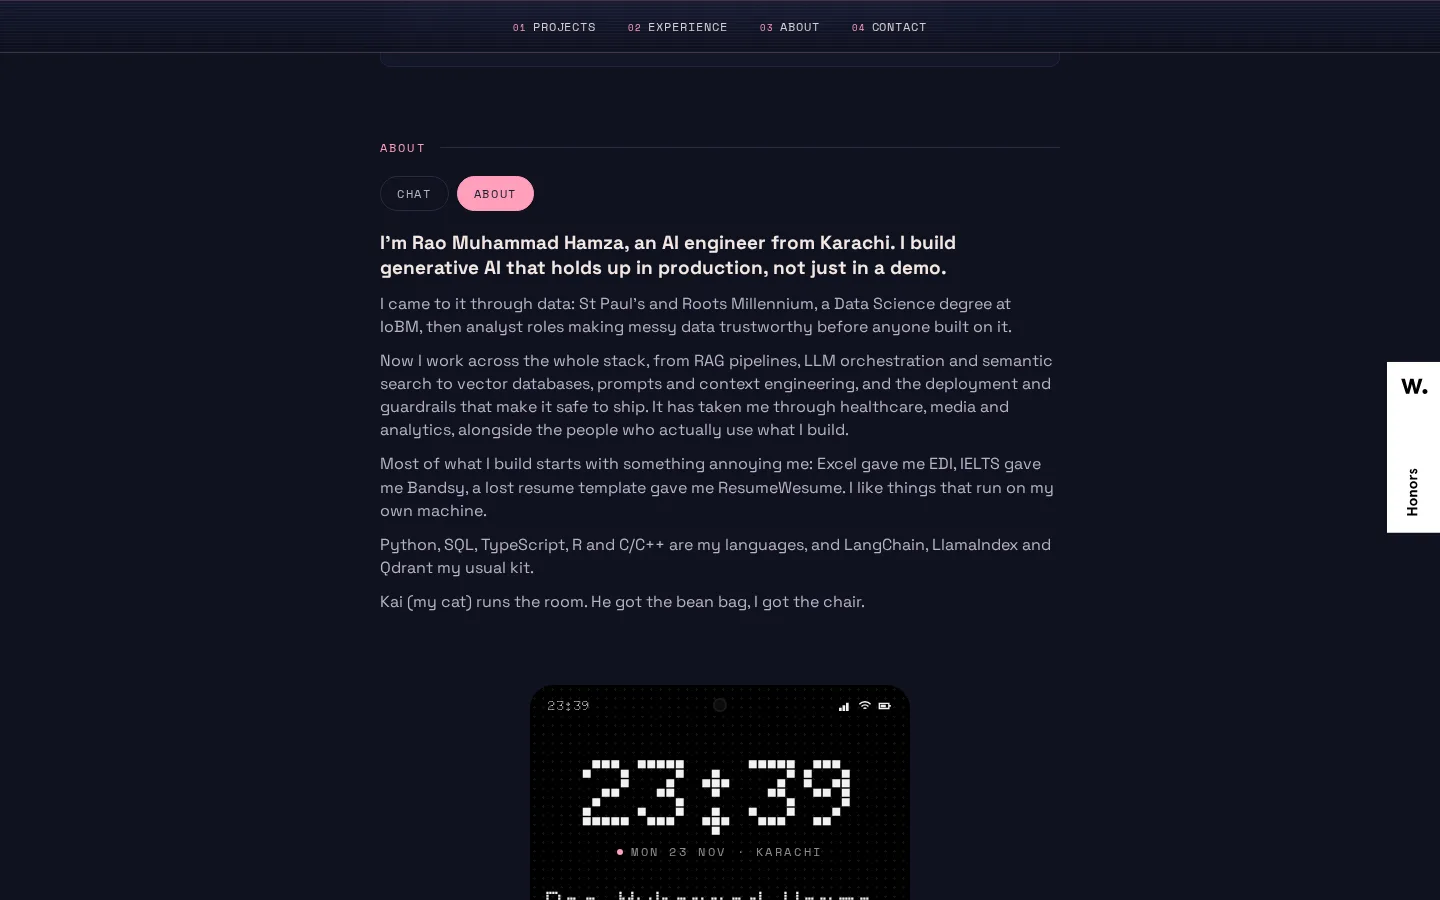 01 PROJECTS 02 EXPERIENCE 03 ABOUT 04 CONTACT
ABOUT
CHAT ABOUT
I'm Rao Muhammad Hamza, an AI engineer from Karachi. I build
generative AI that holds up in production, not just in a demo.
I came to it through data: St Paul's and Roots Millennium, a Data Science degree at
IoBM, then analyst roles making messy data trustworthy before anyone built on it.
Now I work across the whole stack, from RAG pipelines, LLM orchestration and semantic
search to vector databases, prompts and context engineering, and the deployment and
guardrails that make it safe to ship. It has taken me through healthcare, media and
analytics, alongside the people who actually use what I build.
Most of what I build starts with something annoying me: Excel gave me EDI, IELTS gave
me Bandsy, a lost resume template gave me ResumeWesume. I like things that run on my
own machine.
Python, SQL, TypeScript, R and C/C++ are my languages, and LangChain, LlamaIndex and
Qdrant my usual kit.
Kai (my cat) runs the room. He got the bean bag, I got the chair.
W.
Honors
23:39
23:39
MON 23 NOV · KARACHI